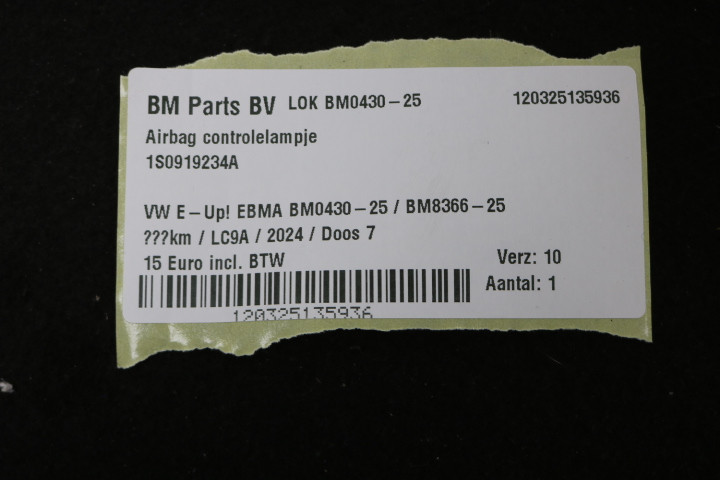 BM Parts BV LOK BM0430-25 120325135936
Airbag controlelampje
1S0919234A
VW E-Up! EBMA BM0430-25 / BM8366-25
???km / LC9A / 2024 / Doos 7
15 Euro incl. BTW Verz: 10
Aantal: 1
120325135936